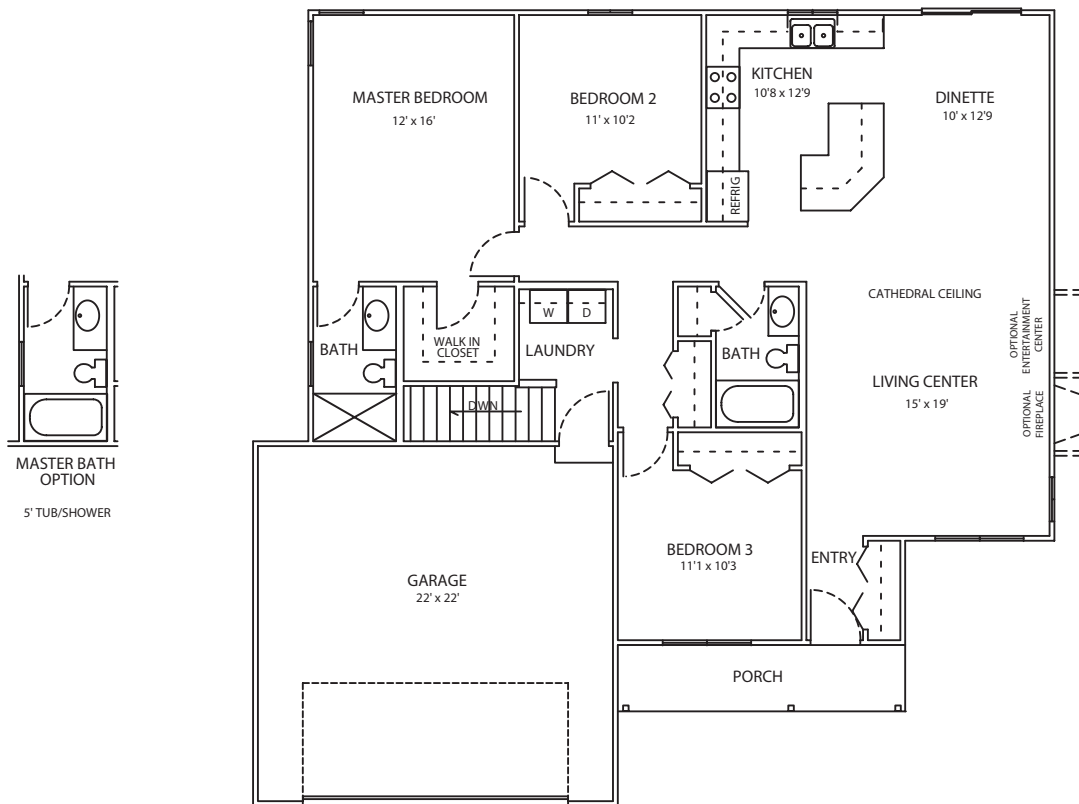 MASTER BEDROOM
12' x 16'
BEDROOM 2
11' x 10'2
KITCHEN
10'8 x 12'9
DINETTE
10' x 12'9
REFRIG
CATHEDRAL CEILING
OPTIONAL
ENTERTAINMENT
CENTER
W
D
WALK IN
CLOSET
BATH
LAUNDRY
BATH
LIVING CENTER
15' x 19'
OPTIONAL
FIREPLACE
DWN
MASTER BATH
OPTION
5' TUB/SHOWER
BEDROOM 3
11'1 x 10'3
ENTRY
GARAGE
22' x 22'
PORCH